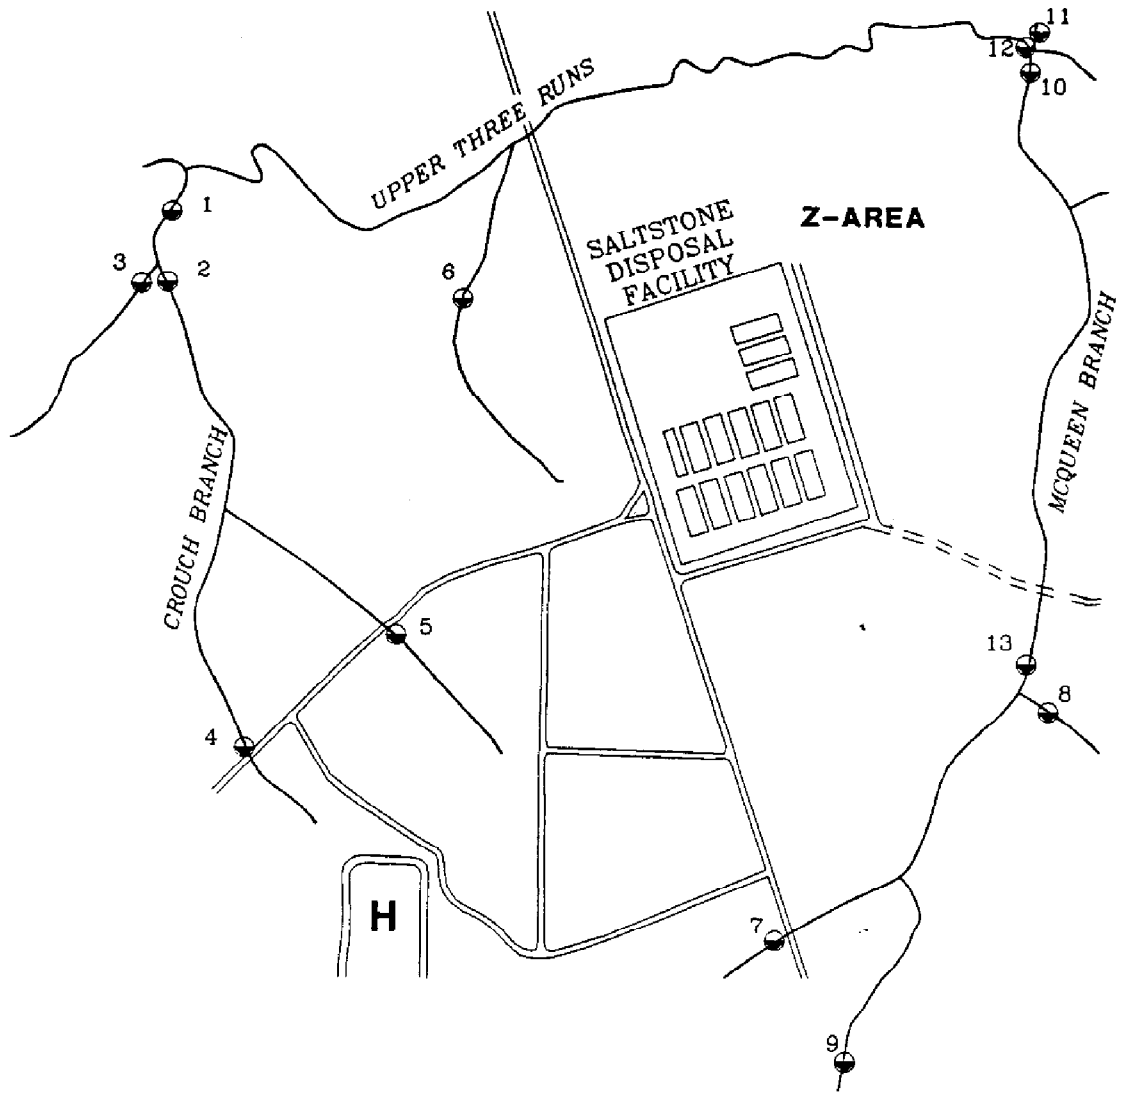 11
12
10
UPPER THREE RUNS
1
Z-AREA
SALTSTONE
DISPOSAL
FACILITY
3
2
6
MCQUEEN BRANCH
CROUCH BRANCH
5
13
8
4
H
7
9